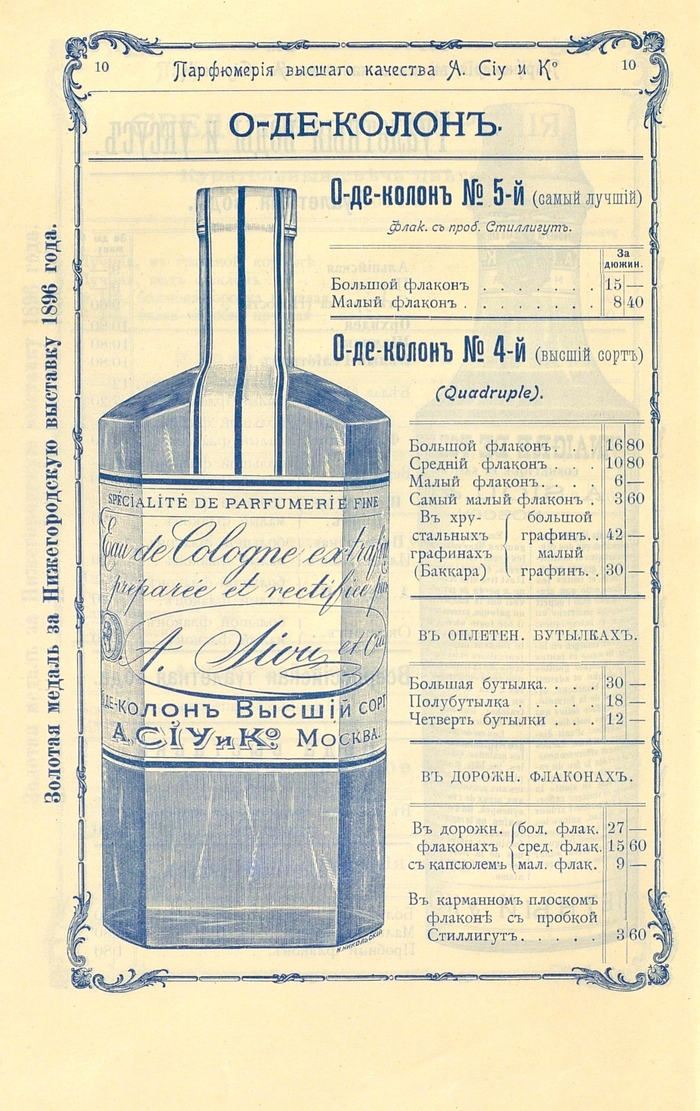 10 Парфюмерія высшаго качества А. Сіу и Ко 10
О-ДЕ-КОЛОНЪ.
О-де-колонъ № 5-й (самый лучшій)
Флак. съ проб. Стиллигутъ.
За дюжин.
Большой флаконъ . . . . . . . 15 —
Малый флаконъ . . . . . . . . 8 40
О-де-колонъ № 4-й (высшій сортъ)
(Quadruple).
Большой флаконъ. . . 16 80
Средній флаконъ. . . . 10 80
Малый флаконъ. . . . 6 —
Самый малый флаконъ . 3 60
Въ хру- большой
стальныхъ графинъ. . 42 —
графинахъ малый
(Баккара) графинъ. . 30 —
ВЪ ОПЛЕТЕН. БУТЫЛКАХЪ.
Большая бутылка. . . . 30 —
Полубутылка . . . . . 18 —
Четверть бутылки . . . 12 —
ВЪ ДОРОЖН. ФЛАКОНАХЪ.
Въ дорожн. бол. флак. 27 —
флаконахъ сред. флак. 15 60
съ капсюлемъ мал. флак. 9 —
Въ карманномъ плоскомъ
флаконѣ съ пробкой
Стиллигутъ. . . . . 3 60
SPÉCIALITÉ DE PARFUMERIE FINE
Eau de Cologne extrafine
préparée et rectifiée par
A. Siou et Cie
ДЕ-КОЛОНЪ ВЫСШІЙ СОРТ
А. СІУ и Ко МОСКВА.
Н. НИКОЛЬСКІЙ
Золотая медаль за Нижегородскую выставку 1896 года.